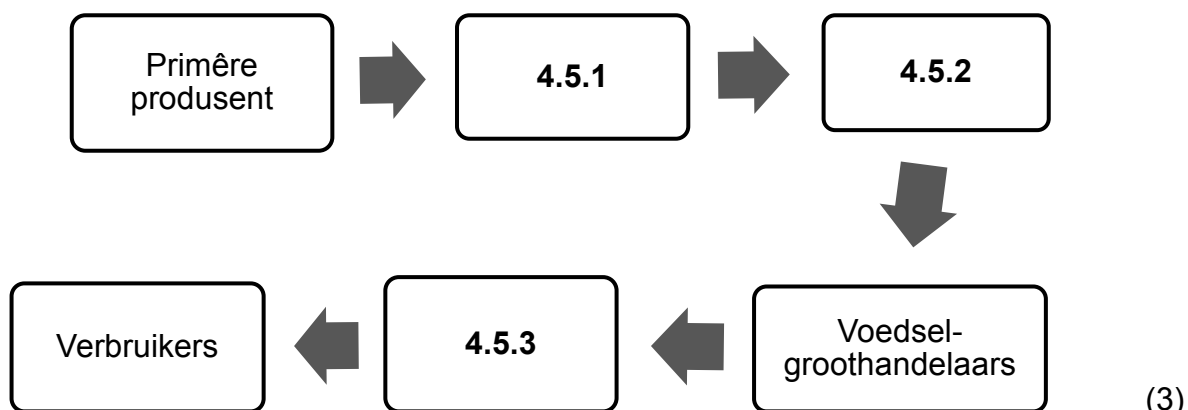 Primêre
produsent
4.5.1
4.5.2
Voedsel-
groothandelaars
4.5.3
Verbruikers
(3)